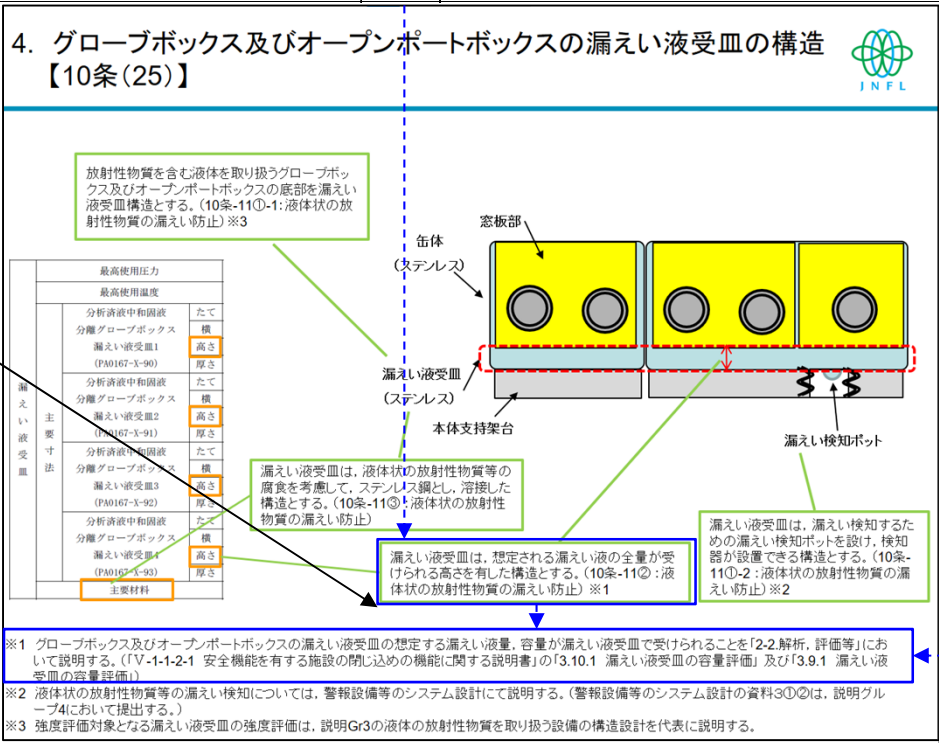 4. グローブボックス及びオープンポートボックスの漏えい液受皿の構造
【10条(25)】
JNFL
放射性物質を含む液体を取り扱うグローブボッ
クス及びオープンポートボックスの底部を漏えい
液受皿構造とする。(10条-11①-1:液体状の放
射性物質の漏えい防止)※3
窓板部
缶体
(ステンレス)
漏えい液受皿
(ステンレス)
本体支持架台
漏えい検知ポット
最高使用圧力
最高使用温度
漏えい液受皿
主要寸法
分析済液中和固液 たて
分離グローブボックス 横
漏えい液受皿1 高さ
(PA0167-X-90) 厚さ
分析済液中和固液 たて
分離グローブボックス 横
漏えい液受皿2 高さ
(PA0167-X-91) 厚さ
分析済液中和固液 たて
分離グローブボックス 横
漏えい液受皿3 高さ
(PA0167-X-92) 厚さ
分析済液中和固液 たて
分離グローブボックス 横
漏えい液受皿4 高さ
(PA0167-X-93) 厚さ
主要材料
漏えい液受皿は,液体状の放射性物質等の
腐食を考慮して,ステンレス鋼とし,溶接した
構造とする。(10条-11③:液体状の放射性
物質の漏えい防止)
漏えい液受皿は,想定される漏えい液の全量が受
けられる高さを有した構造とする。(10条-11②:液
体状の放射性物質の漏えい防止)※1
漏えい液受皿は,漏えい検知するた
めの漏えい検知ポットを設け,検知
器が設置できる構造とする。(10条-
11①-2:液体状の放射性物質の漏
えい防止)※2
※1 グローブボックス及びオープンポートボックスの漏えい液受皿の想定する漏えい液量,容量が漏えい液受皿で受けられることを「2-2.解析,評価等」にお
いて説明する。(「Ⅴ-1-1-2-1 安全機能を有する施設の閉じ込めの機能に関する説明書」の「3.10.1 漏えい液受皿の容量評価」及び「3.9.1 漏えい液
受皿の容量評価」)
※2 液体状の放射性物質等の漏えい検知については,警報設備等のシステム設計にて説明する。(警報設備等のシステム設計の資料3①②は,説明グル
ープ4において提出する。)
※3 強度評価対象となる漏えい液受皿の強度評価は,説明Gr3の液体の放射性物質を取り扱う設備の構造設計を代表に説明する。